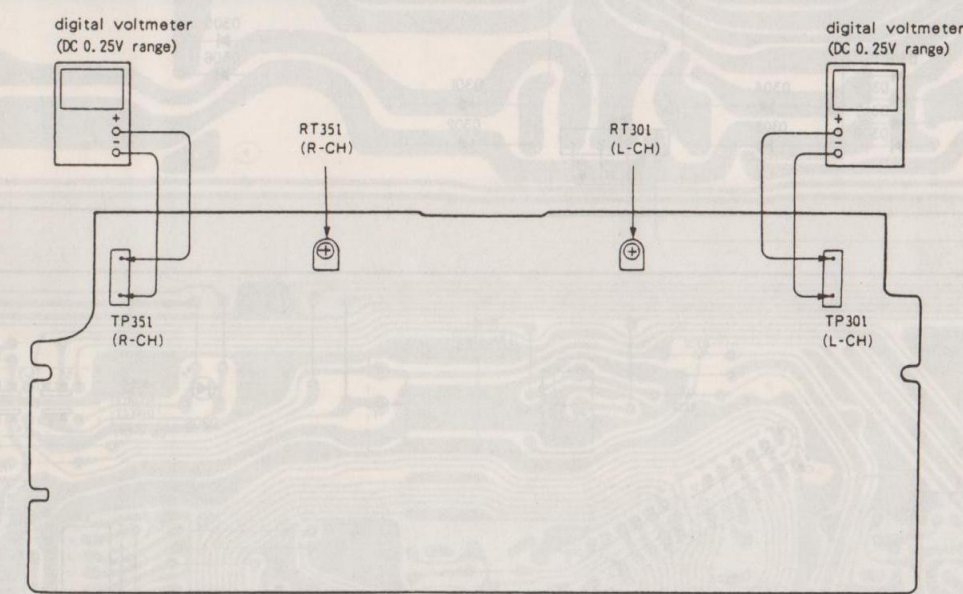 digital voltmeter
(DC 0.25V range)
digital voltmeter
(DC 0.25V range)
+
-
+
-
RT351
(R-CH)
RT301
(L-CH)
TP351
(R-CH)
TP301
(L-CH)